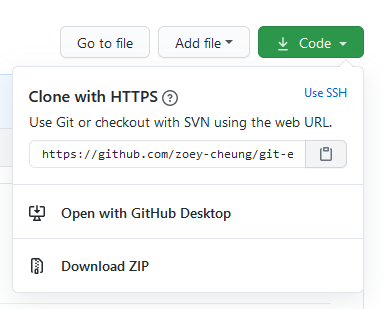 Go to file Add file Code
Clone with HTTPS ?
Use SSH
Use Git or checkout with SVN using the web URL.
https://github.com/zoey-cheung/git-e
Open with GitHub Desktop
Download ZIP